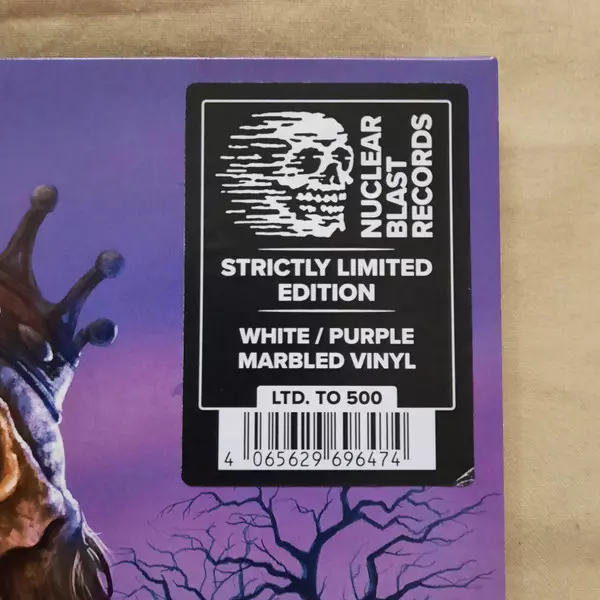 NUCLEAR
BLAST
RECORDS
STRICTLY LIMITED
EDITION
WHITE / PURPLE
MARBLED VINYL
LTD. TO 500
4 065629 696474